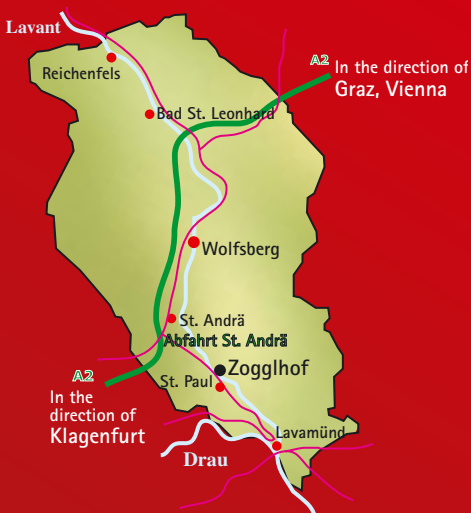 Lavant
Reichenfels
A2
In the direction of
Graz, Vienna
Bad St. Leonhard
Wolfsberg
St. Andrä
Abfahrt St. Andrä
Zogglhof
A2
St. Paul
In the
direction of
Klagenfurt
Lavamünd
Drau